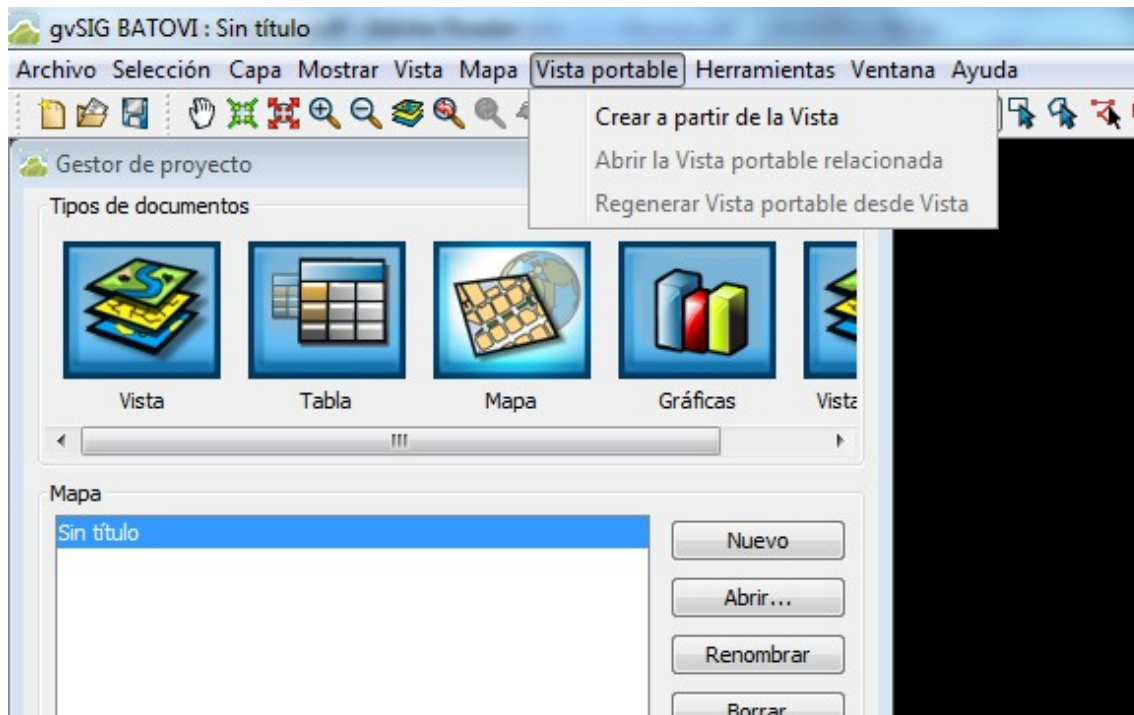 gvSIG BATOVI : Sin título
Archivo Selección Capa Mostrar Vista Mapa Vista portable Herramientas Ventana Ayuda
Crear a partir de la Vista
Abrir la Vista portable relacionada
Regenerar Vista portable desde Vista
Gestor de proyecto
Tipos de documentos
Vista Tabla Mapa Gráficas Vista
Mapa
Sin título
Nuevo
Abrir...
Renombrar
Borrar